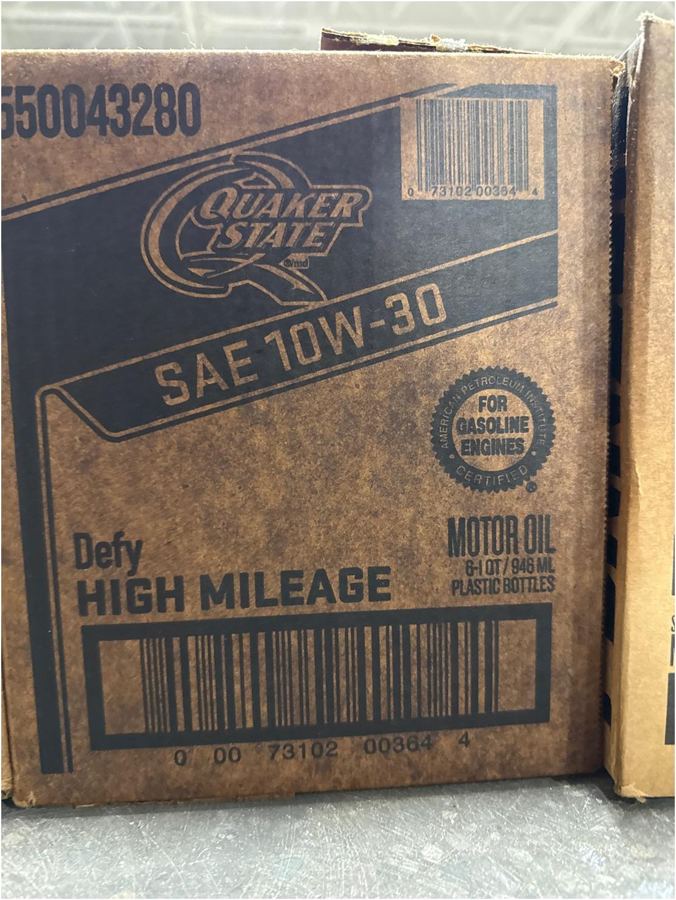 550043280
0 73102 00364 4
QUAKER
STATE
SAE 10W-30
AMERICAN PETROLEUM INSTITUTE
FOR
GASOLINE
ENGINES
CERTIFIED
Defy
HIGH MILEAGE
MOTOR OIL
6-1 QT / 946 ML
PLASTIC BOTTLES
0 00 73102 00364 4